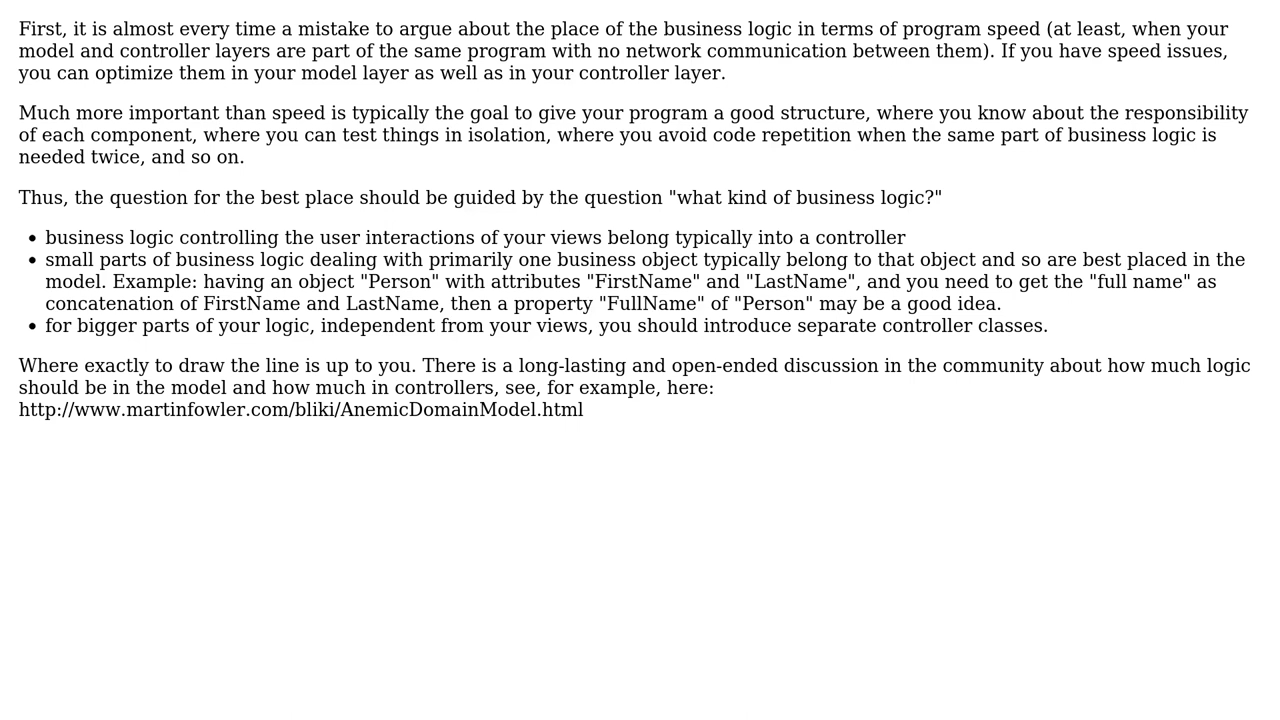 First, it is almost every time a mistake to argue about the place of the business logic in terms of program speed (at least, when your
model and controller layers are part of the same program with no network communication between them). If you have speed issues,
you can optimize them in your model layer as well as in your controller layer.
Much more important than speed is typically the goal to give your program a good structure, where you know about the responsibility
of each component, where you can test things in isolation, where you avoid code repetition when the same part of business logic is
needed twice, and so on.
Thus, the question for the best place should be guided by the question "what kind of business logic?"
• business logic controlling the user interactions of your views belong typically into a controller
• small parts of business logic dealing with primarily one business object typically belong to that object and so are best placed in the
model. Example: having an object "Person" with attributes "FirstName" and "LastName", and you need to get the "full name" as
concatenation of FirstName and LastName, then a property "FullName" of "Person" may be a good idea.
• for bigger parts of your logic, independent from your views, you should introduce separate controller classes.
Where exactly to draw the line is up to you. There is a long-lasting and open-ended discussion in the community about how much logic
should be in the model and how much in controllers, see, for example, here:
http://www.martinfowler.com/bliki/AnemicDomainModel.html